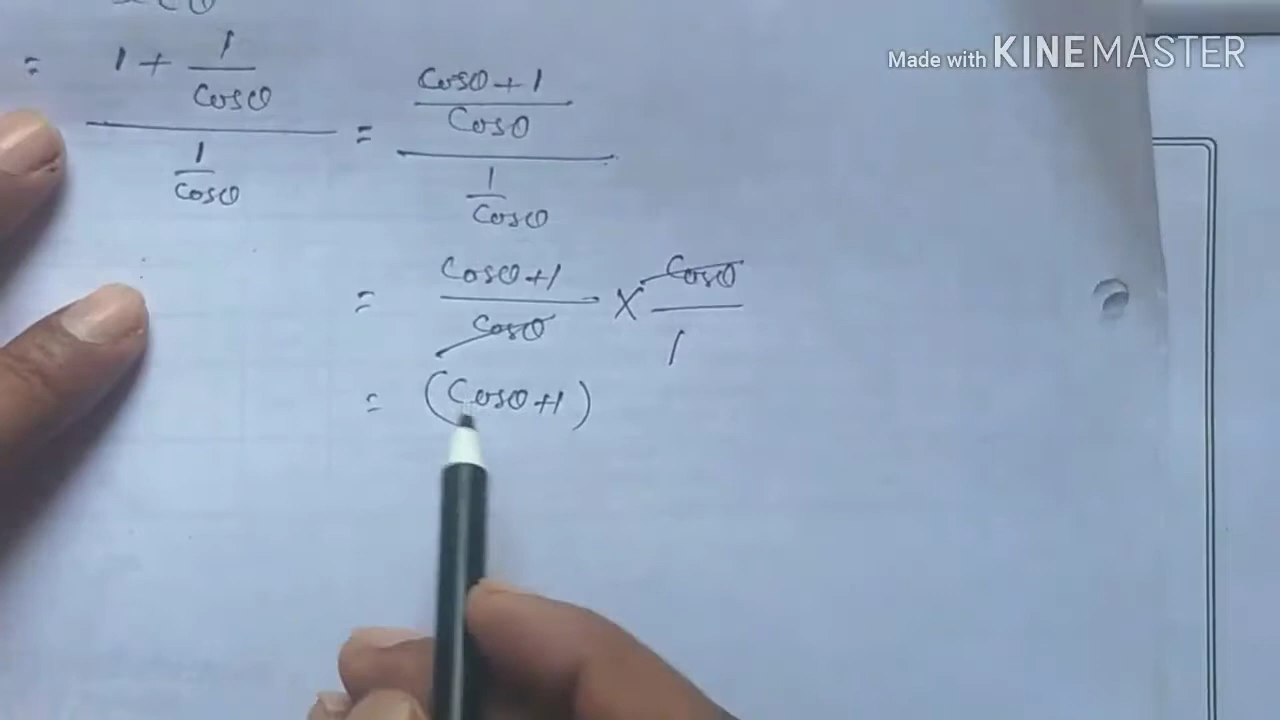 Made with KINEMASTER
= (1 + 1/cosθ) / (1/cosθ) = ((cosθ + 1)/cosθ) / (1/cosθ)
= (cosθ+1)/cosθ × cosθ/1
= (cosθ+1)